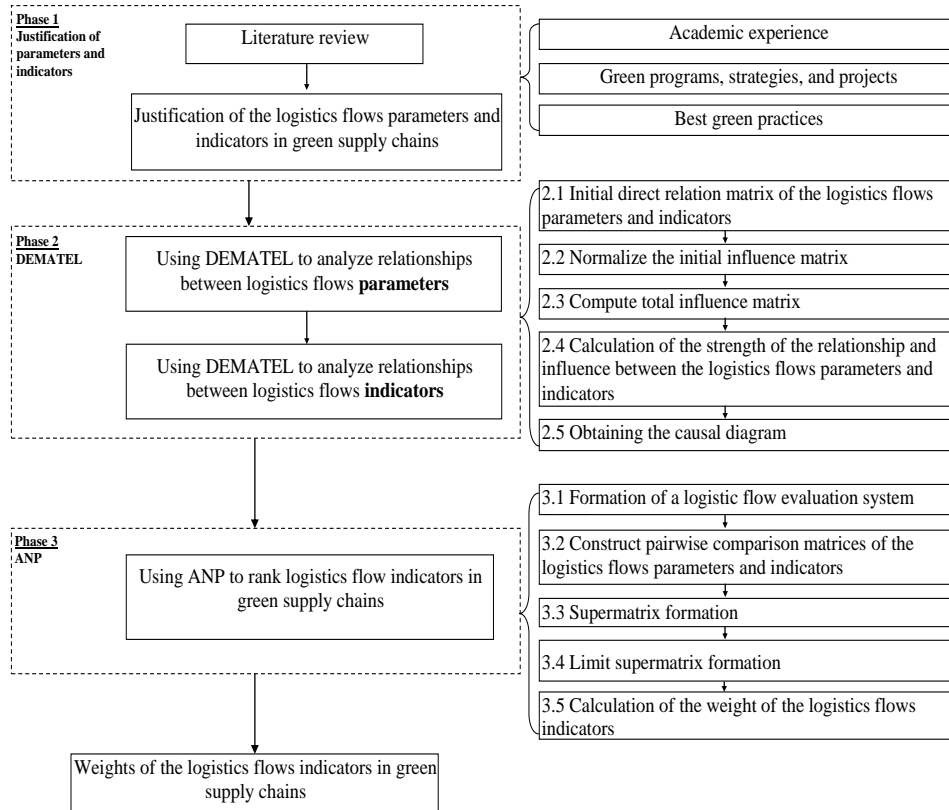 Phase 1
Justification of
parameters and
indicators
Literature review
Justification of the logistics flows parameters and
indicators in green supply chains
Academic experience
Green programs, strategies, and projects
Best green practices
Phase 2
DEMATEL
Using DEMATEL to analyze relationships
between logistics flows parameters
Using DEMATEL to analyze relationships
between logistics flows indicators
2.1 Initial direct relation matrix of the logistics flows
parameters and indicators
2.2 Normalize the initial influence matrix
2.3 Compute total influence matrix
2.4 Calculation of the strength of the relationship and
influence between the logistics flows parameters and
indicators
2.5 Obtaining the causal diagram
Phase 3
ANP
Using ANP to rank logistics flow indicators in
green supply chains
3.1 Formation of a logistic flow evaluation system
3.2 Construct pairwise comparison matrices of the
logistics flows parameters and indicators
3.3 Supermatrix formation
3.4 Limit supermatrix formation
3.5 Calculation of the weight of the logistics flows
indicators
Weights of the logistics flows indicators in green
supply chains